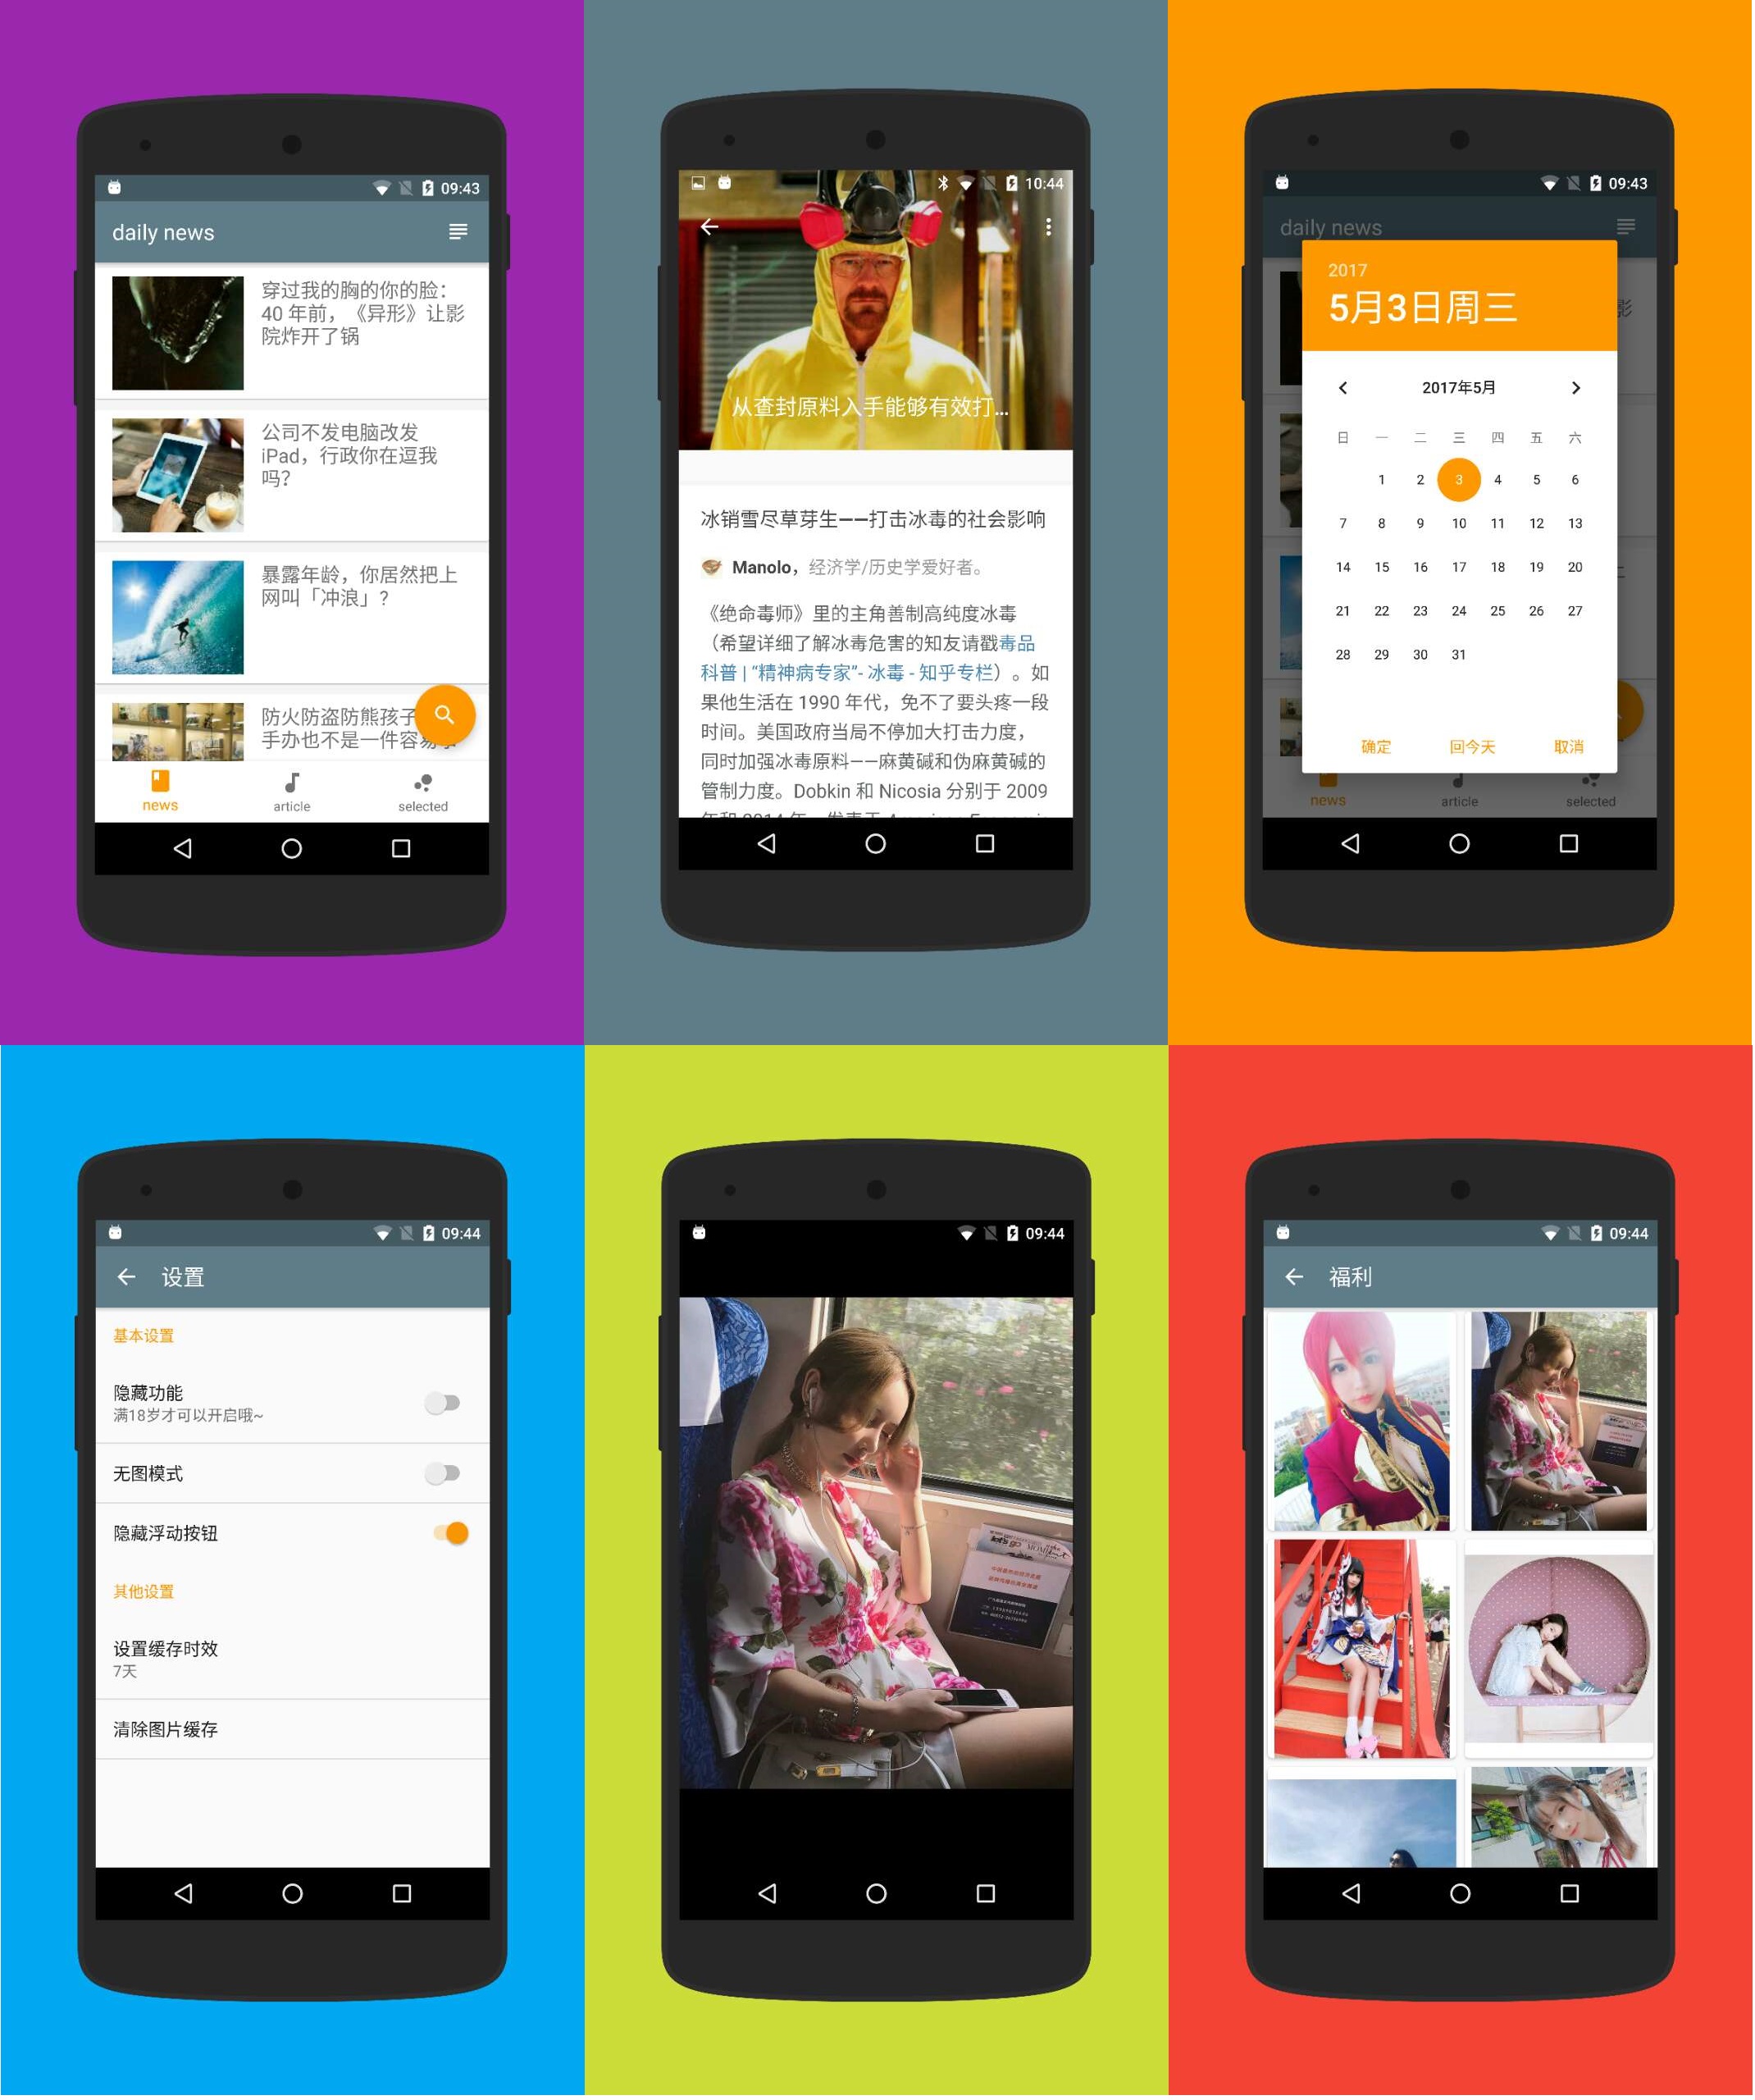 09:43
daily news
穿过我的胸的你的脸：
40 年前，《异形》让影
院炸开了锅
公司不发电脑改发
iPad，行政你在逗我
吗？
暴露年龄，你居然把上
网叫「冲浪」？
防火防盗防熊孩子
手办也不是一件容易事
news
article
selected
10:44
从查封原料入手能够有效打...
冰销雪尽草芽生——打击冰毒的社会影响
Manolo，经济学/历史学爱好者。
《绝命毒师》里的主角善制高纯度冰毒
（希望详细了解冰毒危害的知友请戳毒品
科普 | “精神病专家”- 冰毒 - 知乎专栏）。如
果他生活在 1990 年代，免不了要头疼一段
时间。美国政府当局不停加大打击力度，
同时加强冰毒原料——麻黄碱和伪麻黄碱的
管制力度。Dobkin 和 Nicosia 分别于 2009
09:43
daily news
2017
5月3日周三
影
2017年5月
日 一 二 三 四 五 六
1 2 3 4 5 6
7 8 9 10 11 12 13
14 15 16 17 18 19 20
21 22 23 24 25 26 27
28 29 30 31
确定 回今天 取消
news
article
selected
09:44
设置
基本设置
隐藏功能
满18岁才可以开启哦~
无图模式
隐藏浮动按钮
其他设置
设置缓存时效
7天
清除图片缓存
09:44
let's go
09:44
福利